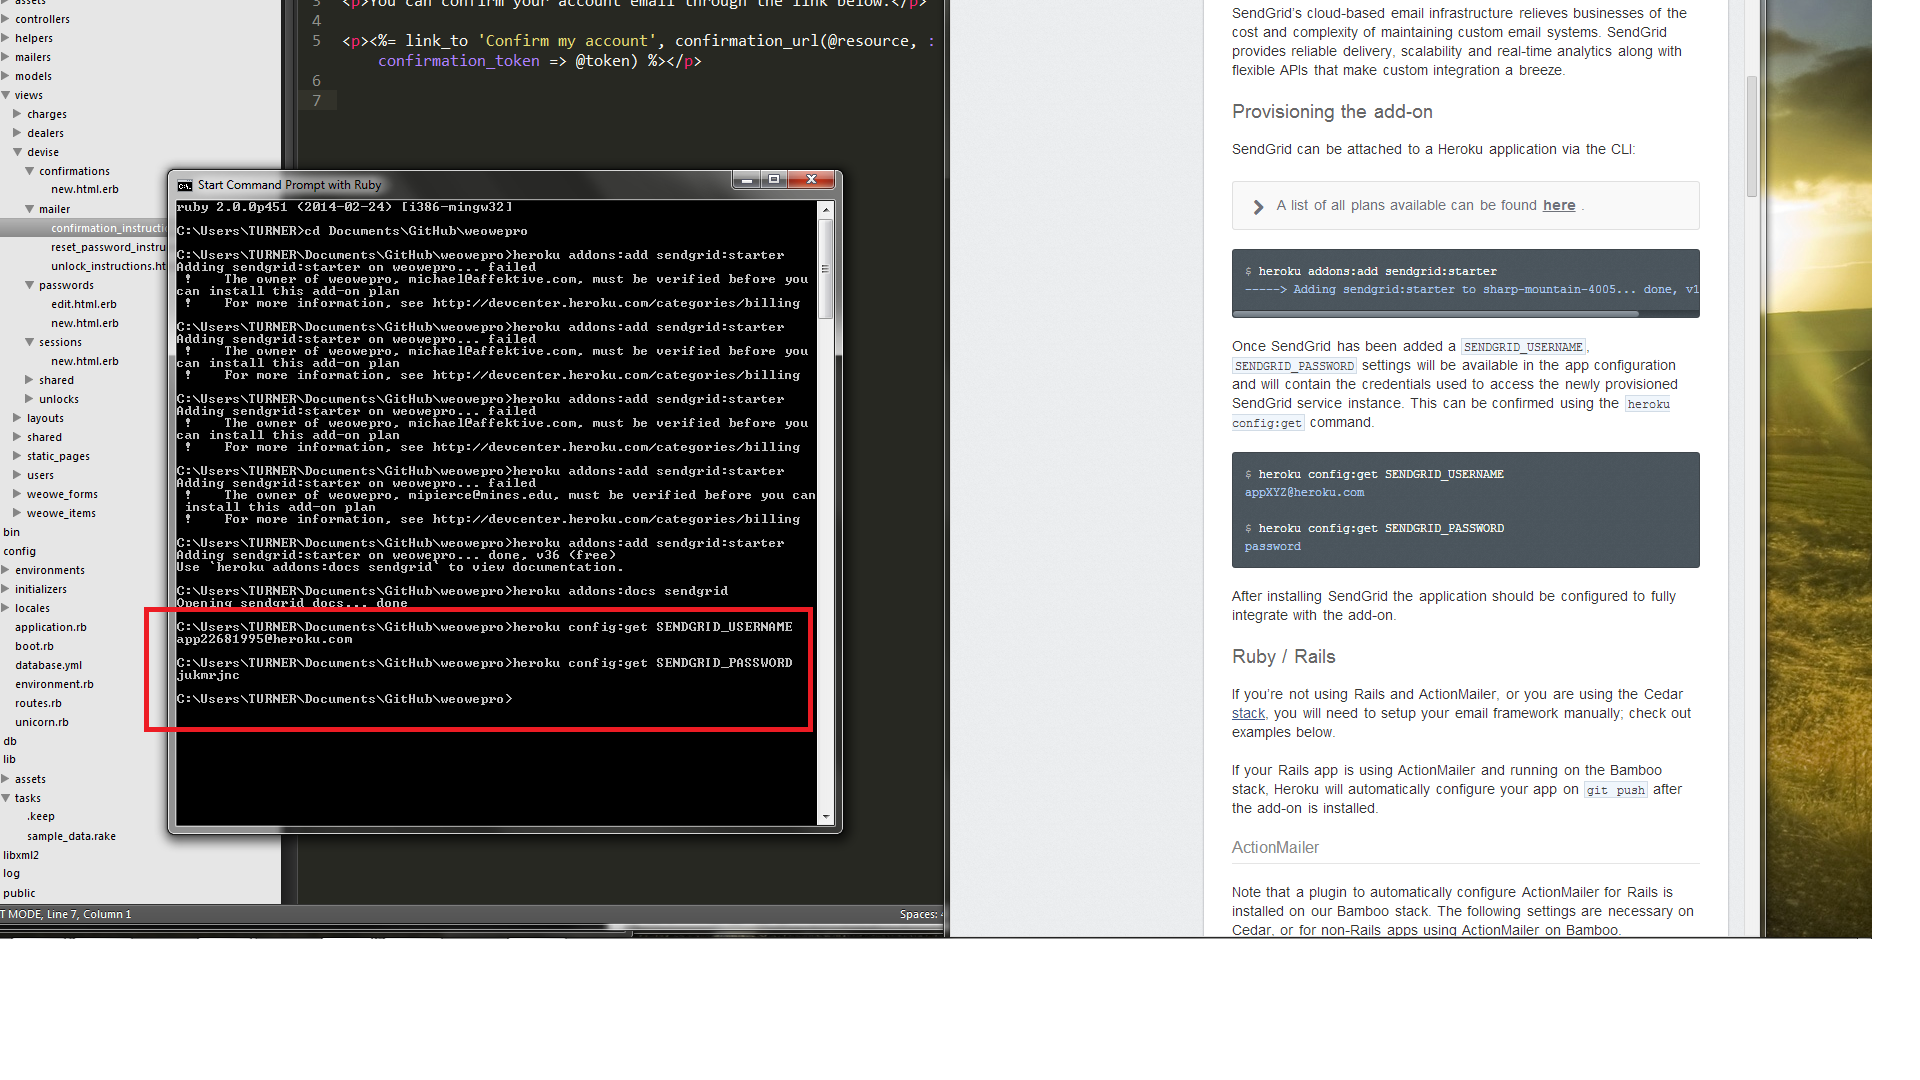 assets
controllers
helpers
mailers
models
views
charges
dealers
devise
confirmations
new.html.erb
mailer
confirmation_instructio
reset_password_instru
unlock_instructions.ht
passwords
edit.html.erb
new.html.erb
sessions
new.html.erb
shared
unlocks
layouts
shared
static_pages
users
weowe_forms
weowe_items
bin
config
environments
initializers
locales
application.rb
boot.rb
database.yml
environment.rb
routes.rb
unicorn.rb
db
lib
assets
tasks
.keep
sample_data.rake
libxml2
log
public
T MODE, Line 7, Column 1
Spaces: 4
3 <p>You can confirm your account email through the link below:</p>
4
5 <p><%= link_to 'Confirm my account', confirmation_url(@resource, :
confirmation_token => @token) %></p>
6
7
Start Command Prompt with Ruby
ruby 2.0.0p451 (2014-02-24) [i386-mingw32]
C:\Users\TURNER>cd Documents\GitHub\weowepro
C:\Users\TURNER\Documents\GitHub\weowepro>heroku addons:add sendgrid:starter
Adding sendgrid:starter on weowepro... failed
!    The owner of weowepro, michael@affektive.com, must be verified before you
can install this add-on plan
!    For more information, see http://devcenter.heroku.com/categories/billing
C:\Users\TURNER\Documents\GitHub\weowepro>heroku addons:add sendgrid:starter
Adding sendgrid:starter on weowepro... failed
!    The owner of weowepro, michael@affektive.com, must be verified before you
can install this add-on plan
!    For more information, see http://devcenter.heroku.com/categories/billing
C:\Users\TURNER\Documents\GitHub\weowepro>heroku addons:add sendgrid:starter
Adding sendgrid:starter on weowepro... failed
!    The owner of weowepro, michael@affektive.com, must be verified before you
can install this add-on plan
!    For more information, see http://devcenter.heroku.com/categories/billing
C:\Users\TURNER\Documents\GitHub\weowepro>heroku addons:add sendgrid:starter
Adding sendgrid:starter on weowepro... failed
!    The owner of weowepro, mipierce@mines.edu, must be verified before you can
install this add-on plan
!    For more information, see http://devcenter.heroku.com/categories/billing
C:\Users\TURNER\Documents\GitHub\weowepro>heroku addons:add sendgrid:starter
Adding sendgrid:starter on weowepro... done, v36 (free)
Use `heroku addons:docs sendgrid` to view documentation.
C:\Users\TURNER\Documents\GitHub\weowepro>heroku addons:docs sendgrid
Opening sendgrid docs... done
C:\Users\TURNER\Documents\GitHub\weowepro>heroku config:get SENDGRID_USERNAME
app22681995@heroku.com
C:\Users\TURNER\Documents\GitHub\weowepro>heroku config:get SENDGRID_PASSWORD
jukmrjnc
C:\Users\TURNER\Documents\GitHub\weowepro>
SendGrid's cloud-based email infrastructure relieves businesses of the
cost and complexity of maintaining custom email systems. SendGrid
provides reliable delivery, scalability and real-time analytics along with
flexible APIs that make custom integration a breeze.
Provisioning the add-on
SendGrid can be attached to a Heroku application via the CLI:
A list of all plans available can be found here .
$ heroku addons:add sendgrid:starter
-----> Adding sendgrid:starter to sharp-mountain-4005... done, v1
Once SendGrid has been added a SENDGRID_USERNAME,
SENDGRID_PASSWORD settings will be available in the app configuration
and will contain the credentials used to access the newly provisioned
SendGrid service instance. This can be confirmed using the heroku
config:get command.
$ heroku config:get SENDGRID_USERNAME
appXYZ@heroku.com
$ heroku config:get SENDGRID_PASSWORD
password
After installing SendGrid the application should be configured to fully
integrate with the add-on.
Ruby / Rails
If you're not using Rails and ActionMailer, or you are using the Cedar
stack, you will need to setup your email framework manually; check out
examples below.
If your Rails app is using ActionMailer and running on the Bamboo
stack, Heroku will automatically configure your app on git push after
the add-on is installed.
ActionMailer
Note that a plugin to automatically configure ActionMailer for Rails is
installed on our Bamboo stack. The following settings are necessary on
Cedar, or for non-Rails apps using ActionMailer on Bamboo.